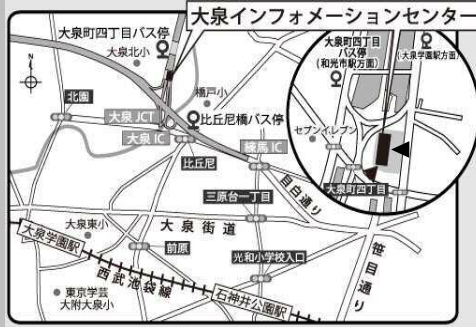 大泉インフォメーションセンター
大泉町四丁目バス停
大泉北小
N
北園
橋戸小
大泉JCT
比丘尼橋バス停
大泉IC
練馬IC
比丘尼
目白通り
三原台一丁目
大泉街道
大泉東小
大泉学園駅
前原
光和小学校入口
笹目通り
西武池袋線
石神井公園駅
東京学芸
大附大泉小
大泉町四丁目
バス停
(和光市駅方面)
バス停
(大泉学園駅方面)
セブンイレブン
大泉町四丁目